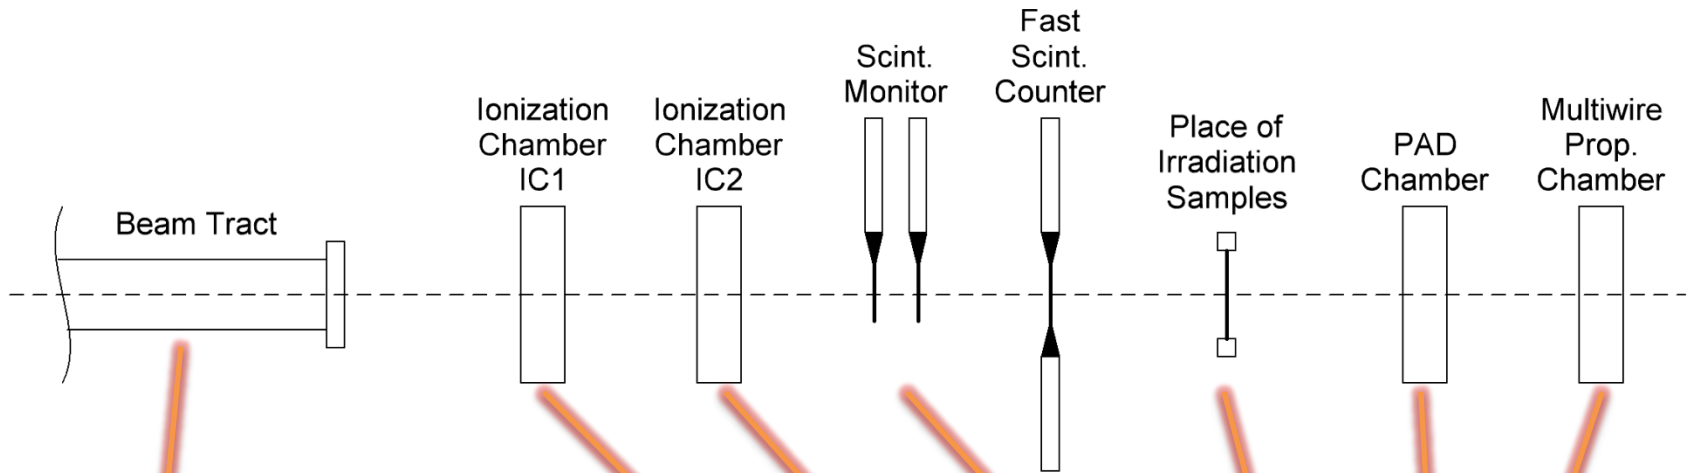 Beam Tract
Ionization
Chamber
IC1
Ionization
Chamber
IC2
Scint.
Monitor
Fast
Scint.
Counter
Place of
Irradiation
Samples
PAD
Chamber
Multiwire
Prop.
Chamber